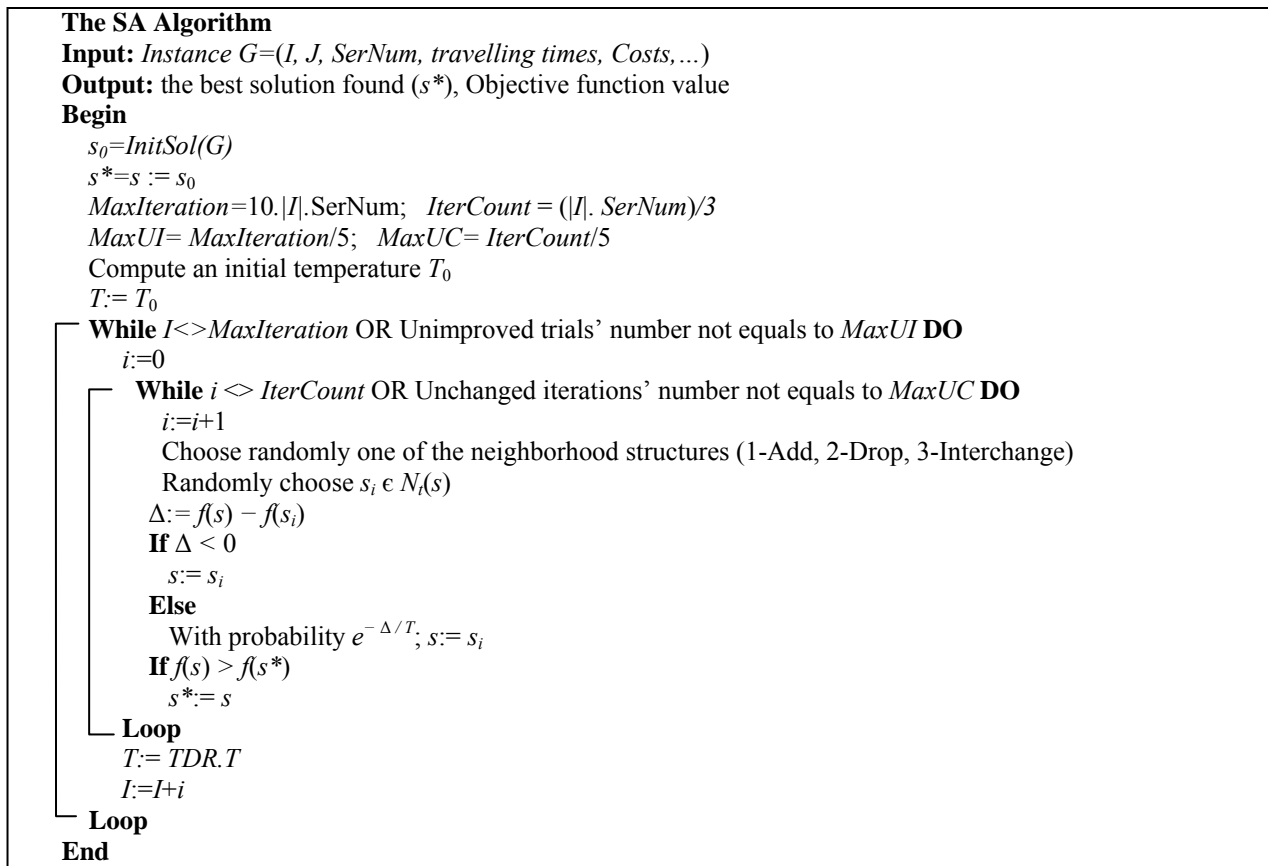 The SA Algorithm
Input: Instance G=(I, J, SerNum, travelling times, Costs,…)
Output: the best solution found (s*), Objective function value
Begin
s₀=InitSol(G)
s*=s := s₀
MaxIteration=10.|I|.SerNum; IterCount = (|I|. SerNum)/3
MaxUI= MaxIteration/5; MaxUC= IterCount/5
Compute an initial temperature T₀
T:= T₀
While I<>MaxIteration OR Unimproved trials’ number not equals to MaxUI DO
i:=0
While i <> IterCount OR Unchanged iterations’ number not equals to MaxUC DO
i:=i+1
Choose randomly one of the neighborhood structures (1-Add, 2-Drop, 3-Interchange)
Randomly choose sᵢ ϵ Nₜ(s)
Δ:= f(s) − f(sᵢ)
If Δ < 0
s:= sᵢ
Else
With probability e^{− Δ / T}; s:= sᵢ
If f(s) > f(s*)
s*:= s
Loop
T:= TDR.T
I:=I+i
Loop
End